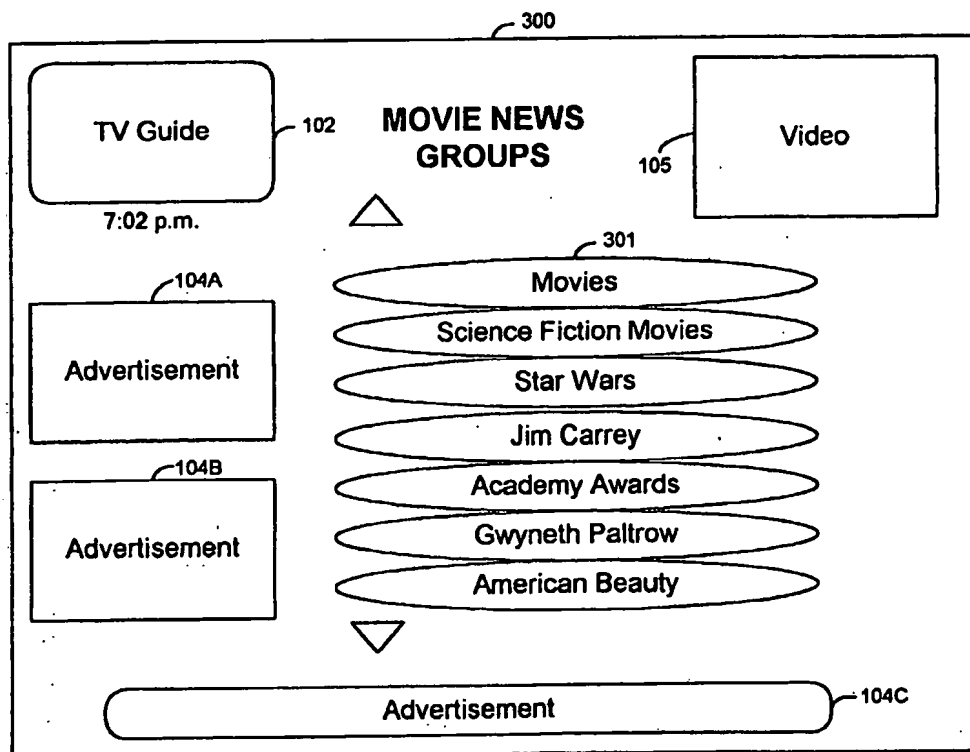 300
TV Guide
102
MOVIE NEWS
GROUPS
105
Video
7:02 p.m.
301
Movies
104A
Science Fiction Movies
Advertisement
Star Wars
Jim Carrey
104B
Academy Awards
Advertisement
Gwyneth Paltrow
American Beauty
Advertisement
104C